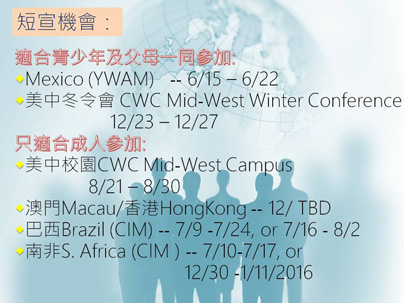 短宣機會：
適合青少年及父母一同參加:
Mexico (YWAM) -- 6/15 – 6/22
美中冬令會 CWC Mid-West Winter Conference
12/23 – 12/27
只適合成人參加:
美中校園CWC Mid-West Campus
8/21 – 8/30
澳門Macau/香港HongKong -- 12/ TBD
巴西Brazil (CIM) -- 7/9 -7/24, or 7/16 - 8/2
南非S. Africa (CIM ) -- 7/10-7/17, or
12/30 -1/11/2016